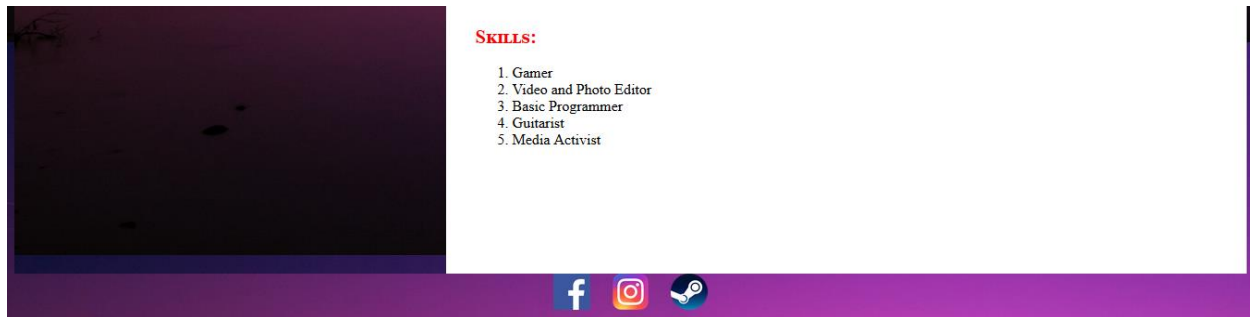 Skills:
1. Gamer
2. Video and Photo Editor
3. Basic Programmer
4. Guitarist
5. Media Activist